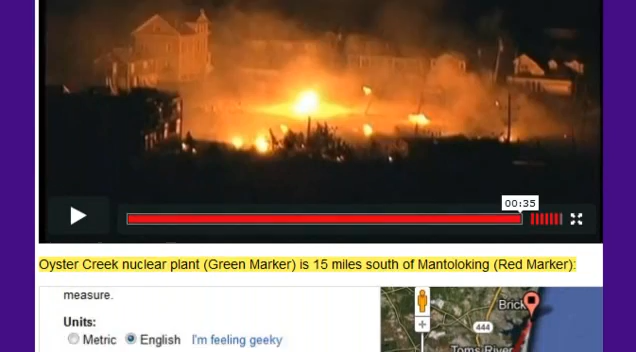 00:35
Oyster Creek nuclear plant (Green Marker) is 15 miles south of Mantoloking (Red Marker):
measure.
Units:
Metric English I'm feeling geeky
Brick
444
Toms River